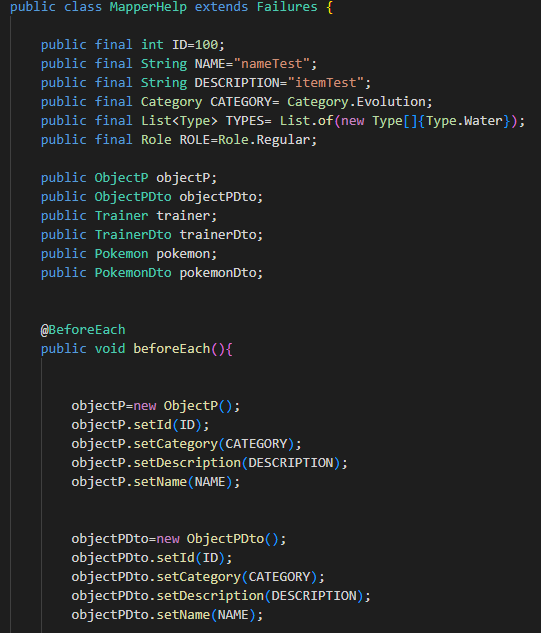 public class MapperHelp extends Failures {
public final int ID=100;
public final String NAME="nameTest";
public final String DESCRIPTION="itemTest";
public final Category CATEGORY= Category.Evolution;
public final List<Type> TYPES= List.of(new Type[]{Type.Water});
public final Role ROLE=Role.Regular;
public ObjectP objectP;
public ObjectPDto objectPDto;
public Trainer trainer;
public TrainerDto trainerDto;
public Pokemon pokemon;
public PokemonDto pokemonDto;
@BeforeEach
public void beforeEach(){
objectP=new ObjectP();
objectP.setId(ID);
objectP.setCategory(CATEGORY);
objectP.setDescription(DESCRIPTION);
objectP.setName(NAME);
objectPDto=new ObjectPDto();
objectPDto.setId(ID);
objectPDto.setCategory(CATEGORY);
objectPDto.setDescription(DESCRIPTION);
objectPDto.setName(NAME);